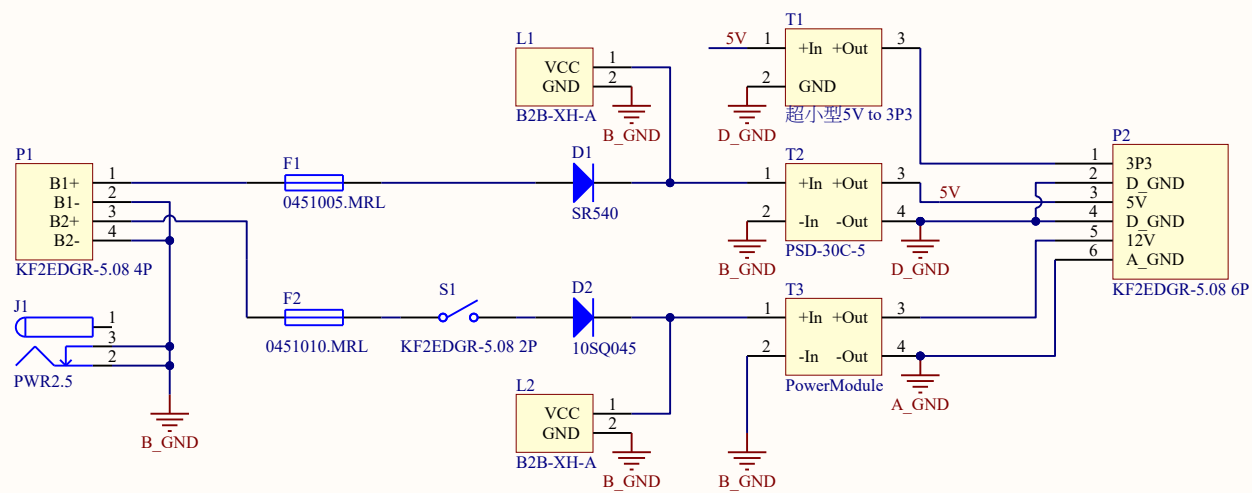 P1
B1+ 1
B1- 2
B2+ 3
B2- 4
KF2EDGR-5.08 4P
J1
1
3
2
PWR2.5
B_GND
F1
0451005.MRL
F2
0451010.MRL
S1
KF2EDGR-5.08 2P
L1
VCC 1
GND 2
B2B-XH-A
B_GND
D1
SR540
D2
10SQ045
L2
VCC 1
GND 2
B2B-XH-A
B_GND
T1
5V 1 +In +Out 3
2 GND
超小型5V to 3P3
D_GND
T2
1 +In +Out 3 5V
2 -In -Out 4
PSD-30C-5
B_GND
D_GND
T3
1 +In +Out 3
2 -In -Out 4
PowerModule
A_GND
B_GND
P2
1 3P3
2 D_GND
3 5V
4 D_GND
5 12V
6 A_GND
KF2EDGR-5.08 6P